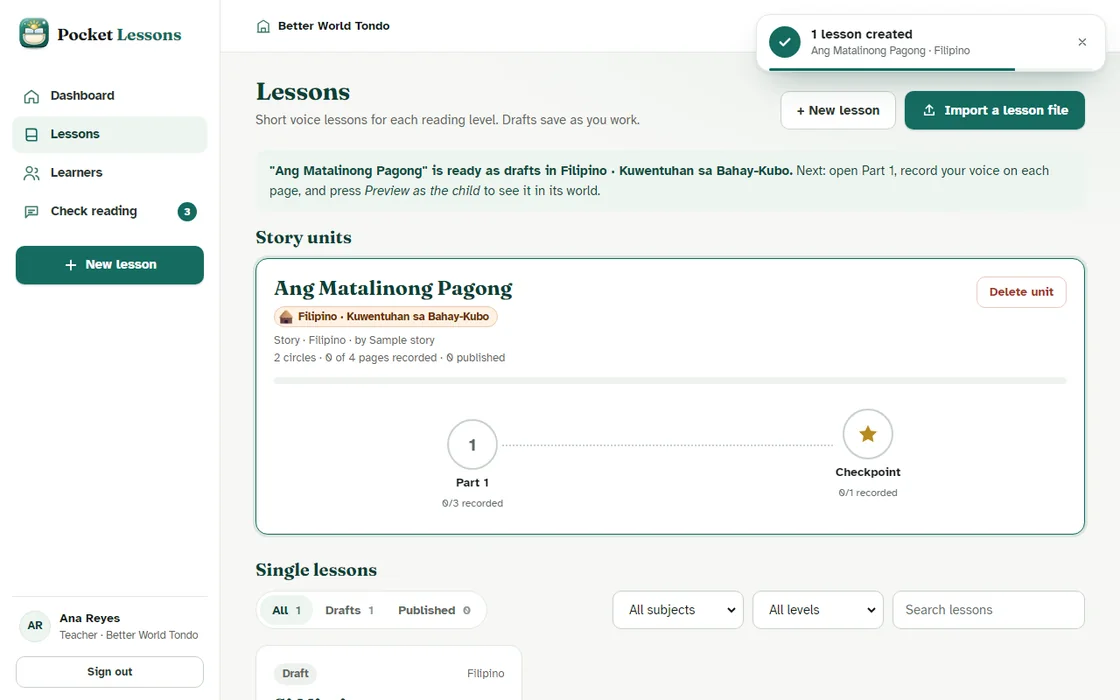 Pocket Lessons
Dashboard
Lessons
Learners
Check reading 3
+ New lesson
AR
Ana Reyes
Teacher · Better World Tondo
Sign out
Better World Tondo
1 lesson created
Ang Matalinong Pagong · Filipino
Lessons
Short voice lessons for each reading level. Drafts save as you work.
+ New lesson
Import a lesson file
"Ang Matalinong Pagong" is ready as drafts in Filipino · Kuwentuhan sa Bahay-Kubo. Next: open Part 1, record your voice on each
page, and press Preview as the child to see it in its world.
Story units
Ang Matalinong Pagong
Delete unit
Filipino · Kuwentuhan sa Bahay-Kubo
Story · Filipino · by Sample story
2 circles · 0 of 4 pages recorded · 0 published
1
Part 1
0/3 recorded
Checkpoint
0/1 recorded
Single lessons
All 1 Drafts 1 Published 0
All subjects
All levels
Search lessons
Draft
Filipino